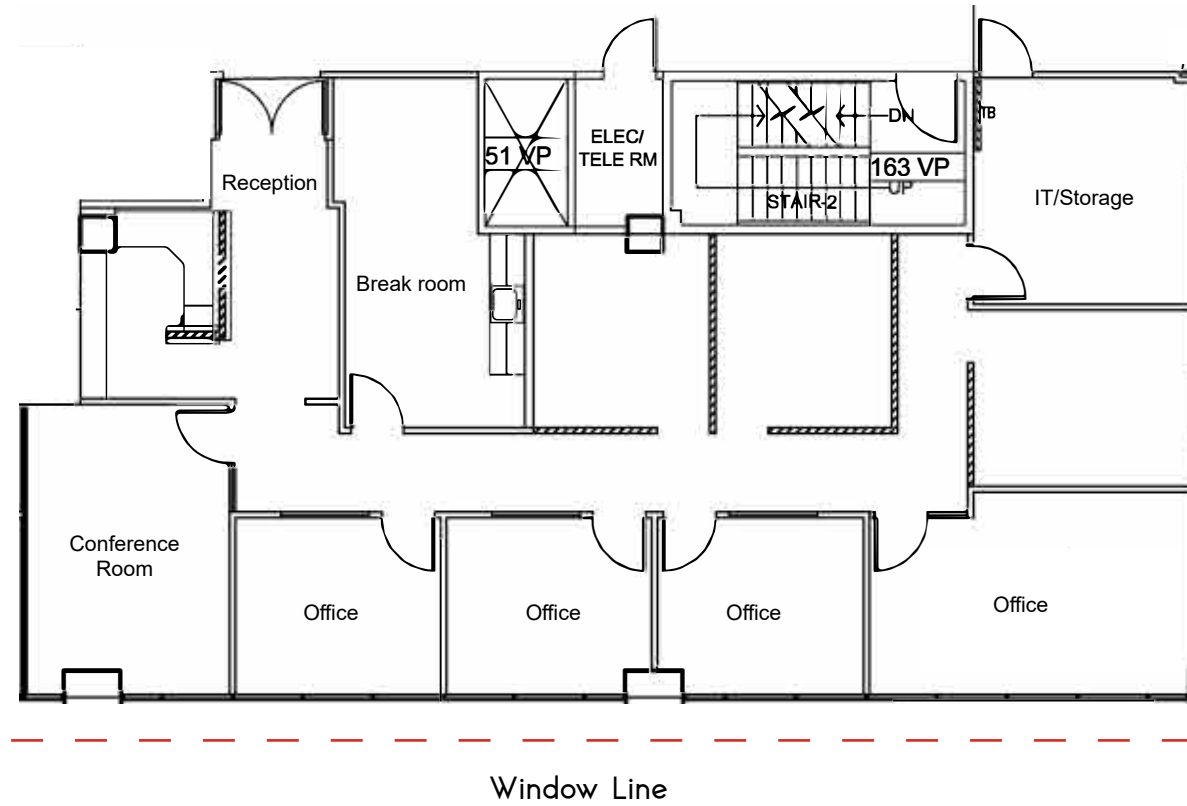 ELEC/
TELE RM
51 VP
DN
TB
163 VP
UP
STAIR-2
Reception
IT/Storage
Break room
Conference
Room
Office
Office
Office
Office
Window Line